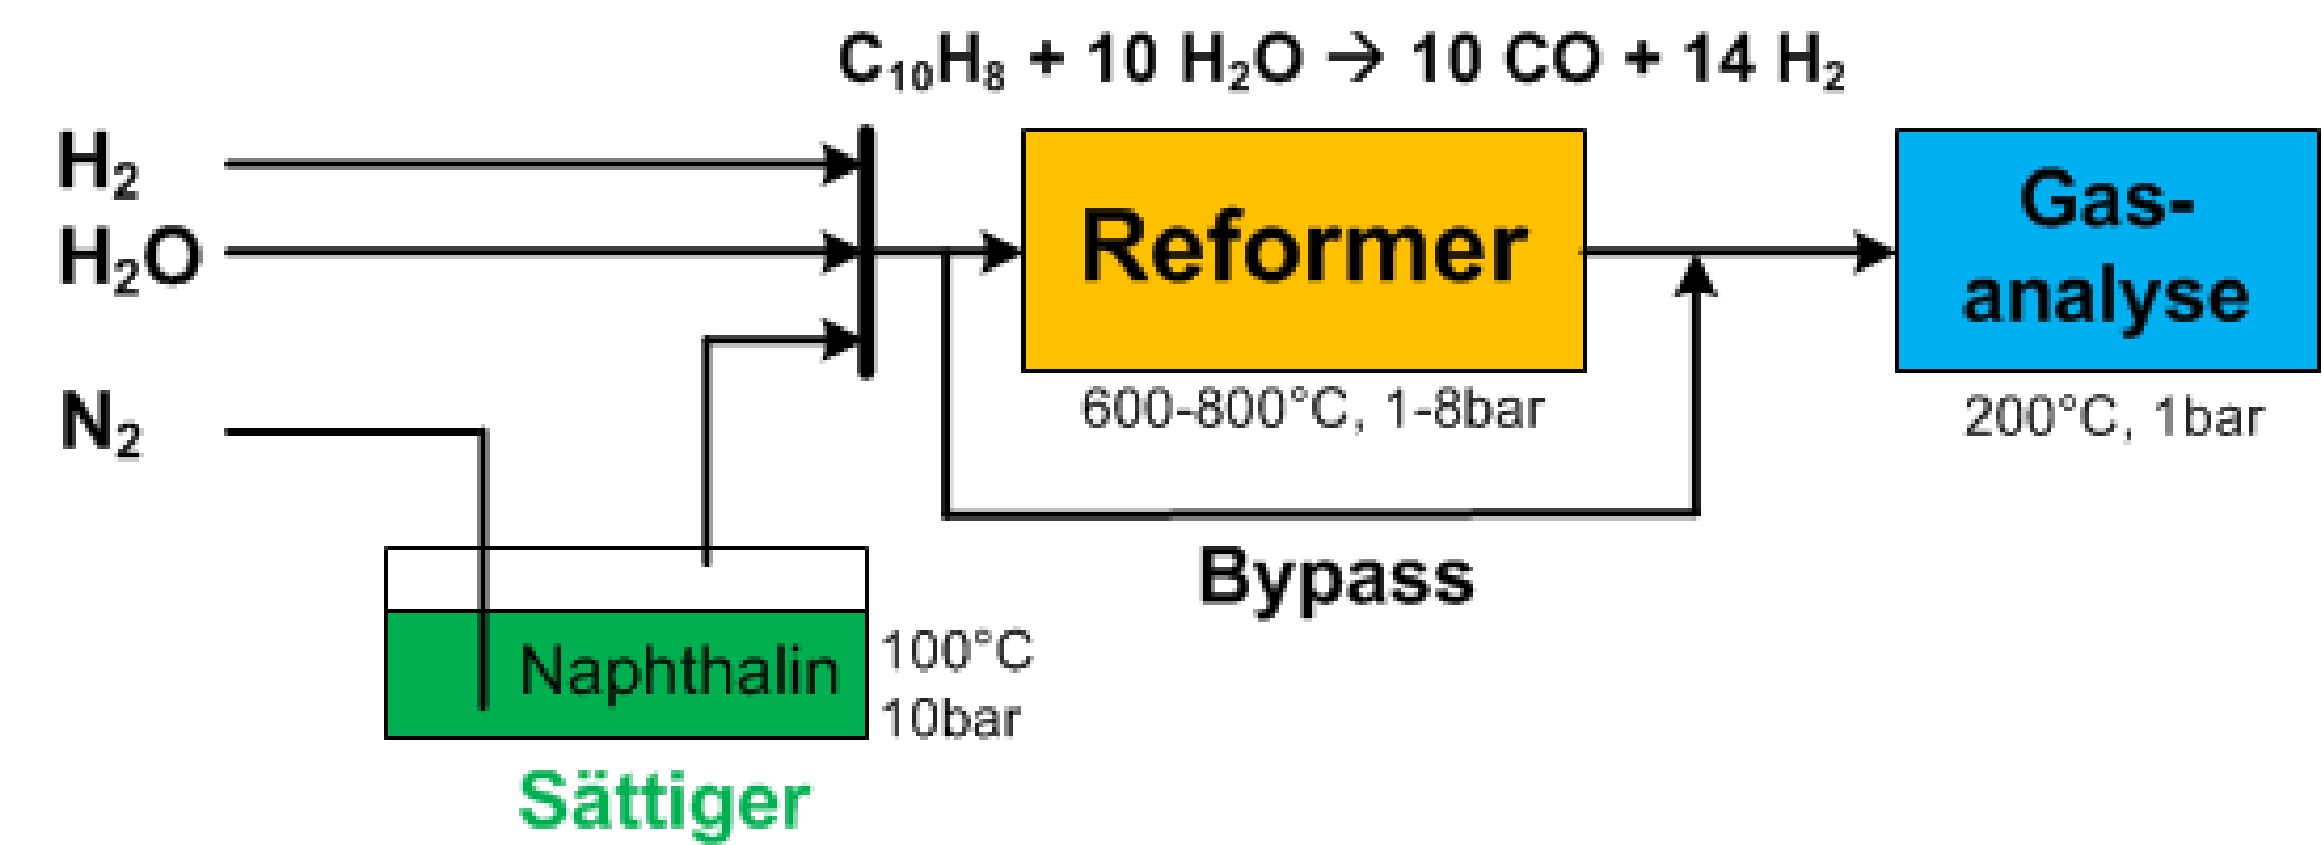 C₁₀H₈ + 10 H₂O → 10 CO + 14 H₂
H₂
H₂O
N₂
Reformer
600-800°C, 1-8bar
Gas-
analyse
200°C, 1bar
Bypass
Naphthalin
100°C
10bar
Sättiger